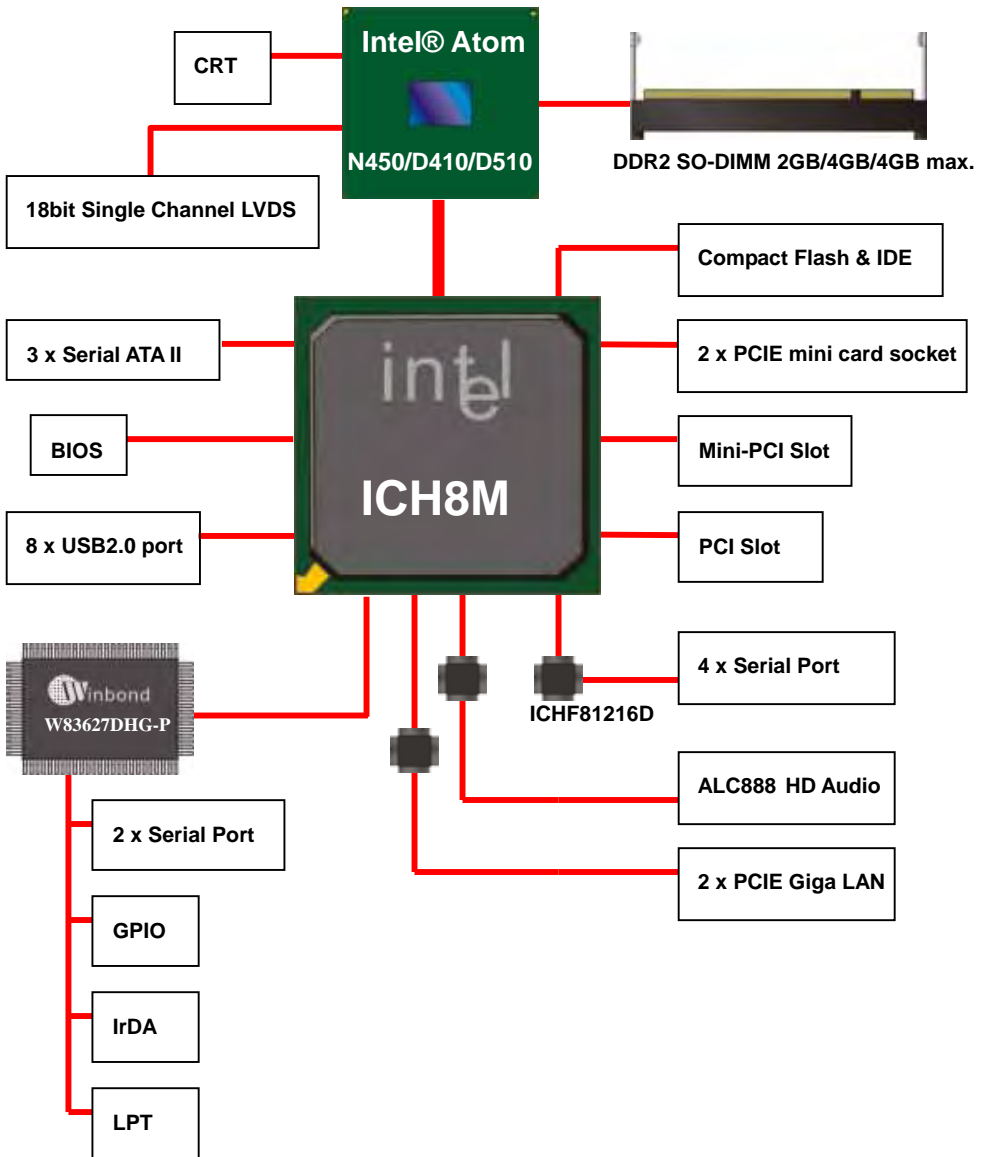 Intel® Atom
CRT
N450/D410/D510
DDR2 SO-DIMM 2GB/4GB/4GB max.
18bit Single Channel LVDS
Compact Flash & IDE
3 x Serial ATA II
intel
2 x PCIE mini card socket
BIOS
Mini-PCI Slot
ICH8M
8 x USB2.0 port
PCI Slot
Winbond
W83627DHG-P
4 x Serial Port
ICHF81216D
ALC888 HD Audio
2 x Serial Port
2 x PCIE Giga LAN
GPIO
IrDA
LPT